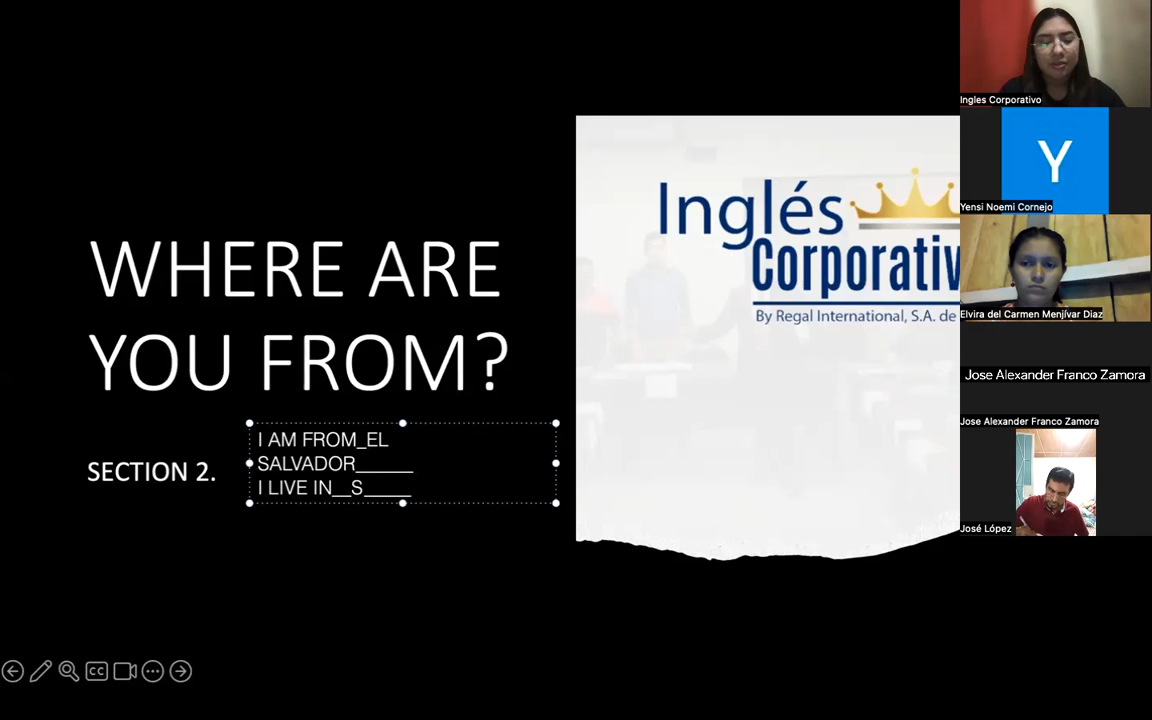 WHERE ARE
YOU FROM?
SECTION 2.
I AM FROM_EL
SALVADOR______
I LIVE IN__S_____
Inglés
Corporativ
By Regal International, S.A. de
Ingles Corporativo
Y
Yensi Noemi Cornejo
Elvira del Carmen Menjívar Diaz
Jose Alexander Franco Zamora
Jose Alexander Franco Zamora
José López
CC